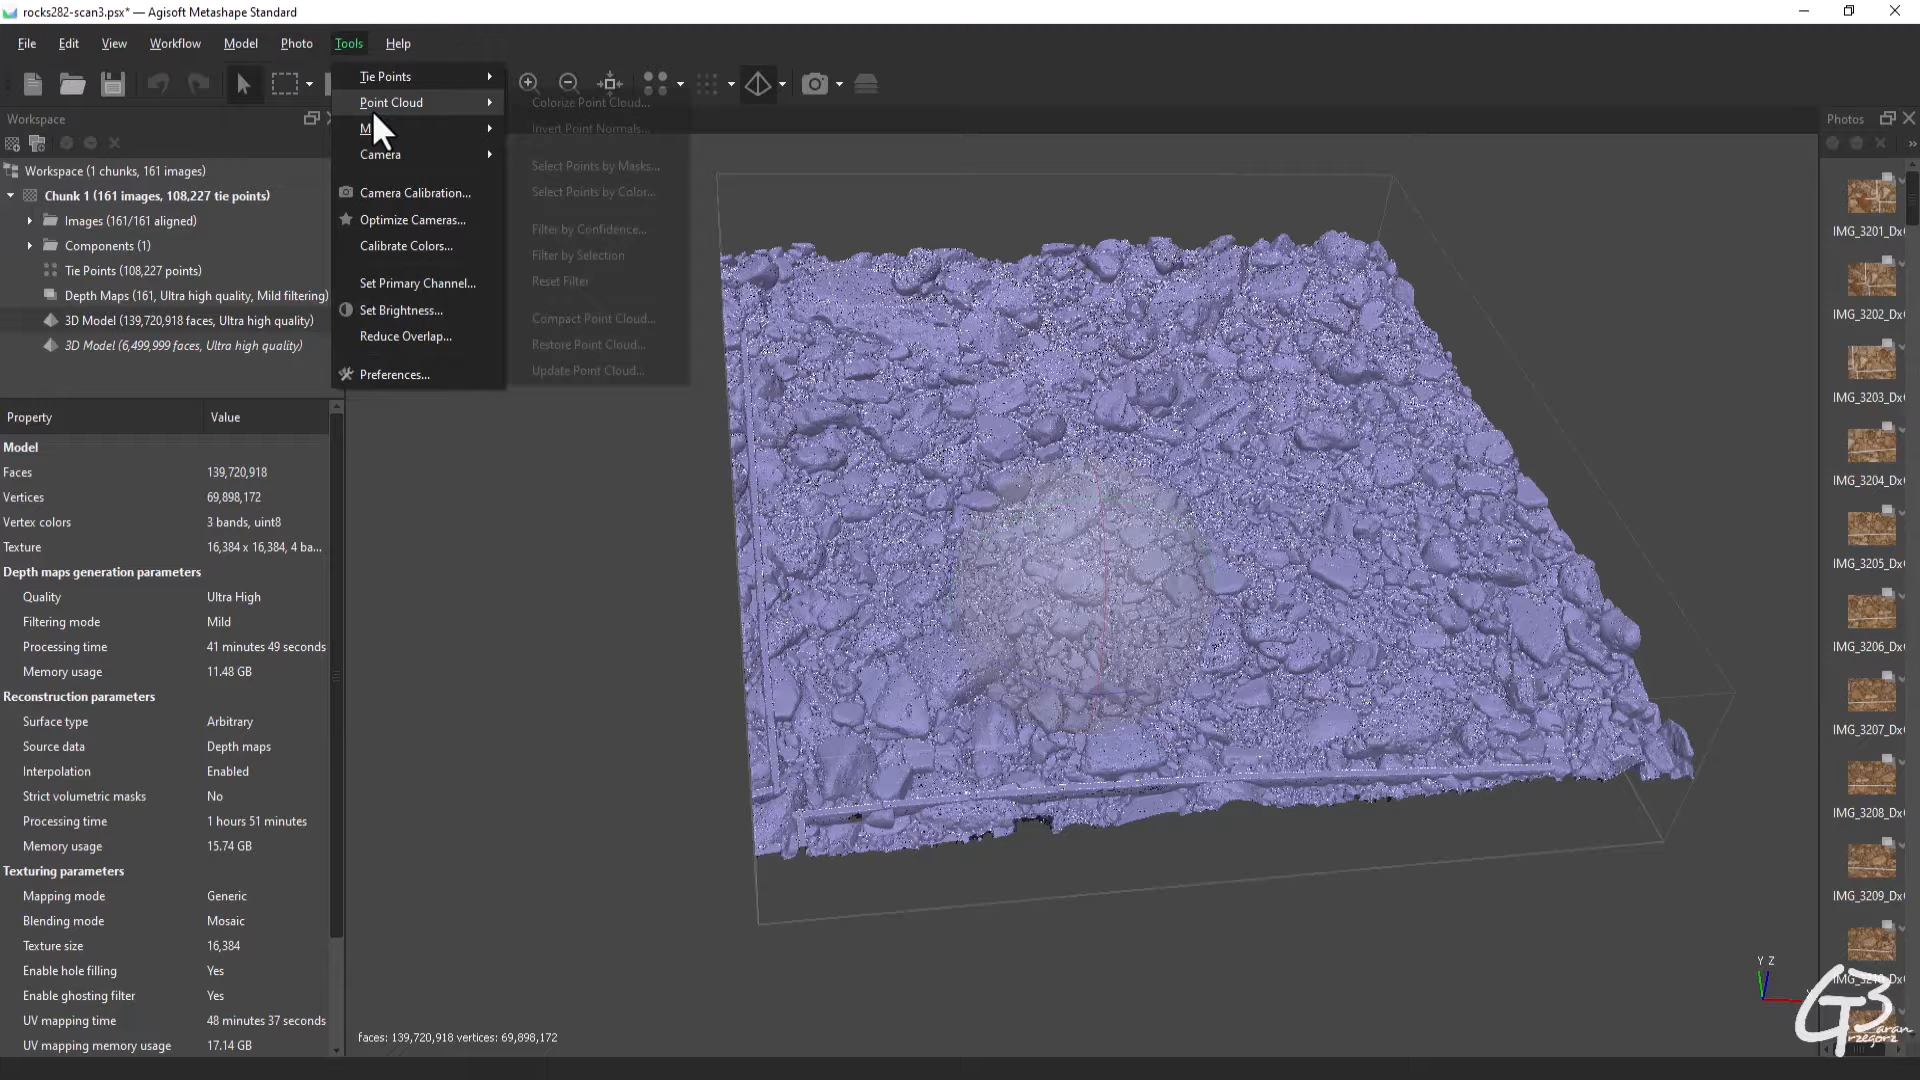 rocks282-scan3.psx* — Agisoft Metashape Standard
File Edit View Workflow Model Photo Tools Help
Workspace
Workspace (1 chunks, 161 images)
Chunk 1 (161 images, 108,227 tie points)
Images (161/161 aligned)
Components (1)
Tie Points (108,227 points)
Depth Maps (161, Ultra high quality, Mild filtering)
3D Model (139,720,918 faces, Ultra high quality)
3D Model (6,499,999 faces, Ultra high quality)
Tie Points
Point Cloud
M
Camera
Camera Calibration...
Optimize Cameras...
Calibrate Colors...
Set Primary Channel...
Set Brightness...
Reduce Overlap...
Preferences...
Colorize Point Cloud...
Invert Point Normals...
Select Points by Masks...
Select Points by Color...
Filter by Confidence...
Filter by Selection
Reset Filter
Compact Point Cloud...
Restore Point Cloud...
Update Point Cloud...
Property Value
Model
Faces 139,720,918
Vertices 69,898,172
Vertex colors 3 bands, uint8
Texture 16,384 x 16,384, 4 ba...
Depth maps generation parameters
Quality Ultra High
Filtering mode Mild
Processing time 41 minutes 49 seconds
Memory usage 11.48 GB
Reconstruction parameters
Surface type Arbitrary
Source data Depth maps
Interpolation Enabled
Strict volumetric masks No
Processing time 1 hours 51 minutes
Memory usage 15.74 GB
Texturing parameters
Mapping mode Generic
Blending mode Mosaic
Texture size 16,384
Enable hole filling Yes
Enable ghosting filter Yes
UV mapping time 48 minutes 37 seconds
UV mapping memory usage 17.14 GB
faces: 139,720,918 vertices: 69,898,172
Y Z
Photos
IMG_3201_Dx
IMG_3202_Dx
IMG_3203_Dx
IMG_3204_Dx
IMG_3205_Dx
IMG_3206_Dx
IMG_3207_Dx
IMG_3208_Dx
IMG_3209_Dx